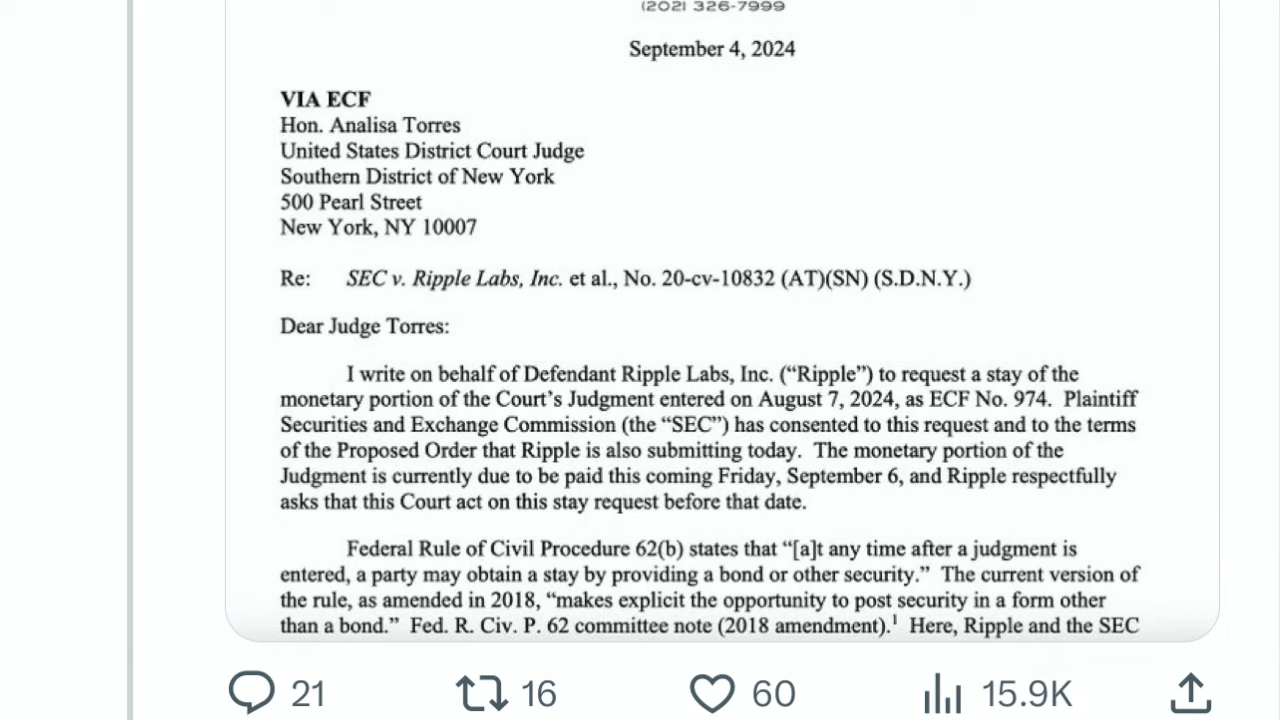 (202) 326-7999
September 4, 2024
VIA ECF
Hon. Analisa Torres
United States District Court Judge
Southern District of New York
500 Pearl Street
New York, NY 10007
Re: SEC v. Ripple Labs, Inc. et al., No. 20-cv-10832 (AT)(SN) (S.D.N.Y.)
Dear Judge Torres:
I write on behalf of Defendant Ripple Labs, Inc. (“Ripple”) to request a stay of the
monetary portion of the Court’s Judgment entered on August 7, 2024, as ECF No. 974. Plaintiff
Securities and Exchange Commission (the “SEC”) has consented to this request and to the terms
of the Proposed Order that Ripple is also submitting today. The monetary portion of the
Judgment is currently due to be paid this coming Friday, September 6, and Ripple respectfully
asks that this Court act on this stay request before that date.
Federal Rule of Civil Procedure 62(b) states that “[a]t any time after a judgment is
entered, a party may obtain a stay by providing a bond or other security.” The current version of
the rule, as amended in 2018, “makes explicit the opportunity to post security in a form other
than a bond.” Fed. R. Civ. P. 62 committee note (2018 amendment).¹ Here, Ripple and the SEC
21 16 60 15.9K